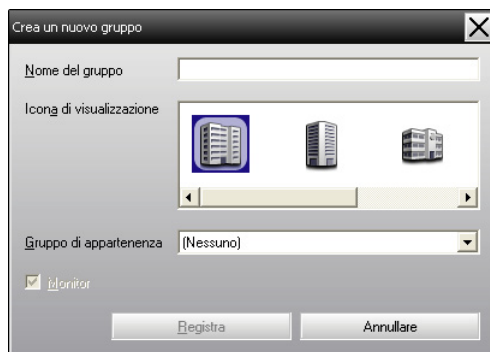 Crea un nuovo gruppo
Nome del gruppo
Icona di visualizzazione
Gruppo di appartenenza (Nessuno)
Monitor
Registra Annullare